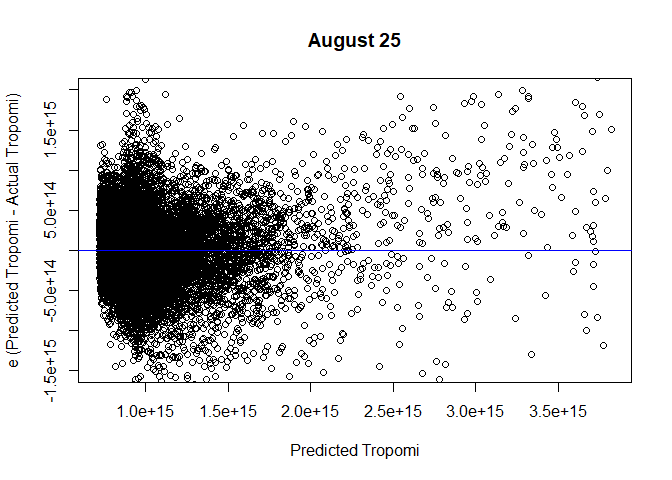 August 25
e (Predicted Tropomi - Actual Tropomi)
1.5e+15
5.0e+14
-5.0e+14
-1.5e+15
1.0e+15 1.5e+15 2.0e+15 2.5e+15 3.0e+15 3.5e+15
Predicted Tropomi